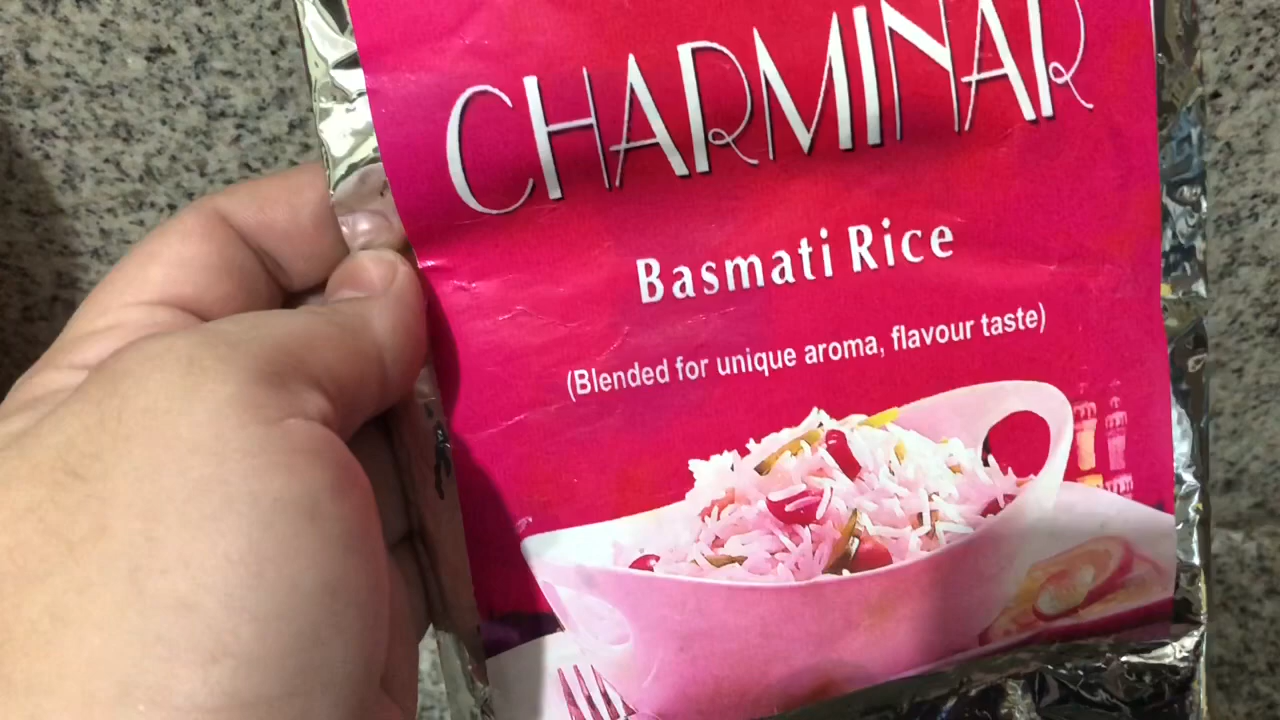 CHARMINAR
Basmati Rice
(Blended for unique aroma, flavour taste)